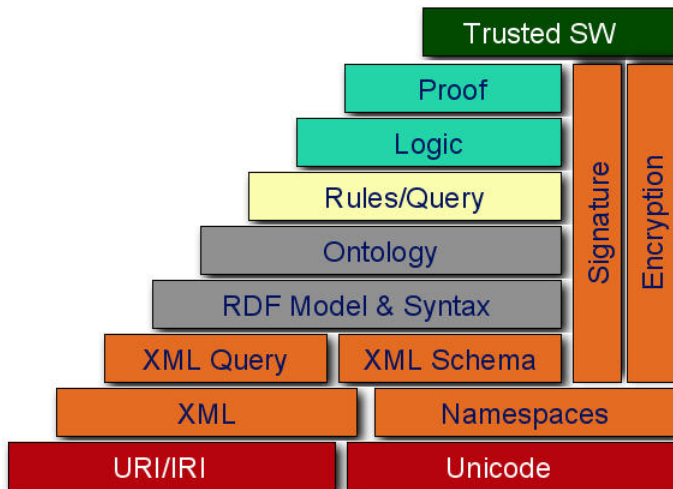 Trusted SW
Proof
Logic
Rules/Query
Ontology
RDF Model & Syntax
XML Query
XML Schema
Signature
Encryption
XML
Namespaces
URI/IRI
Unicode